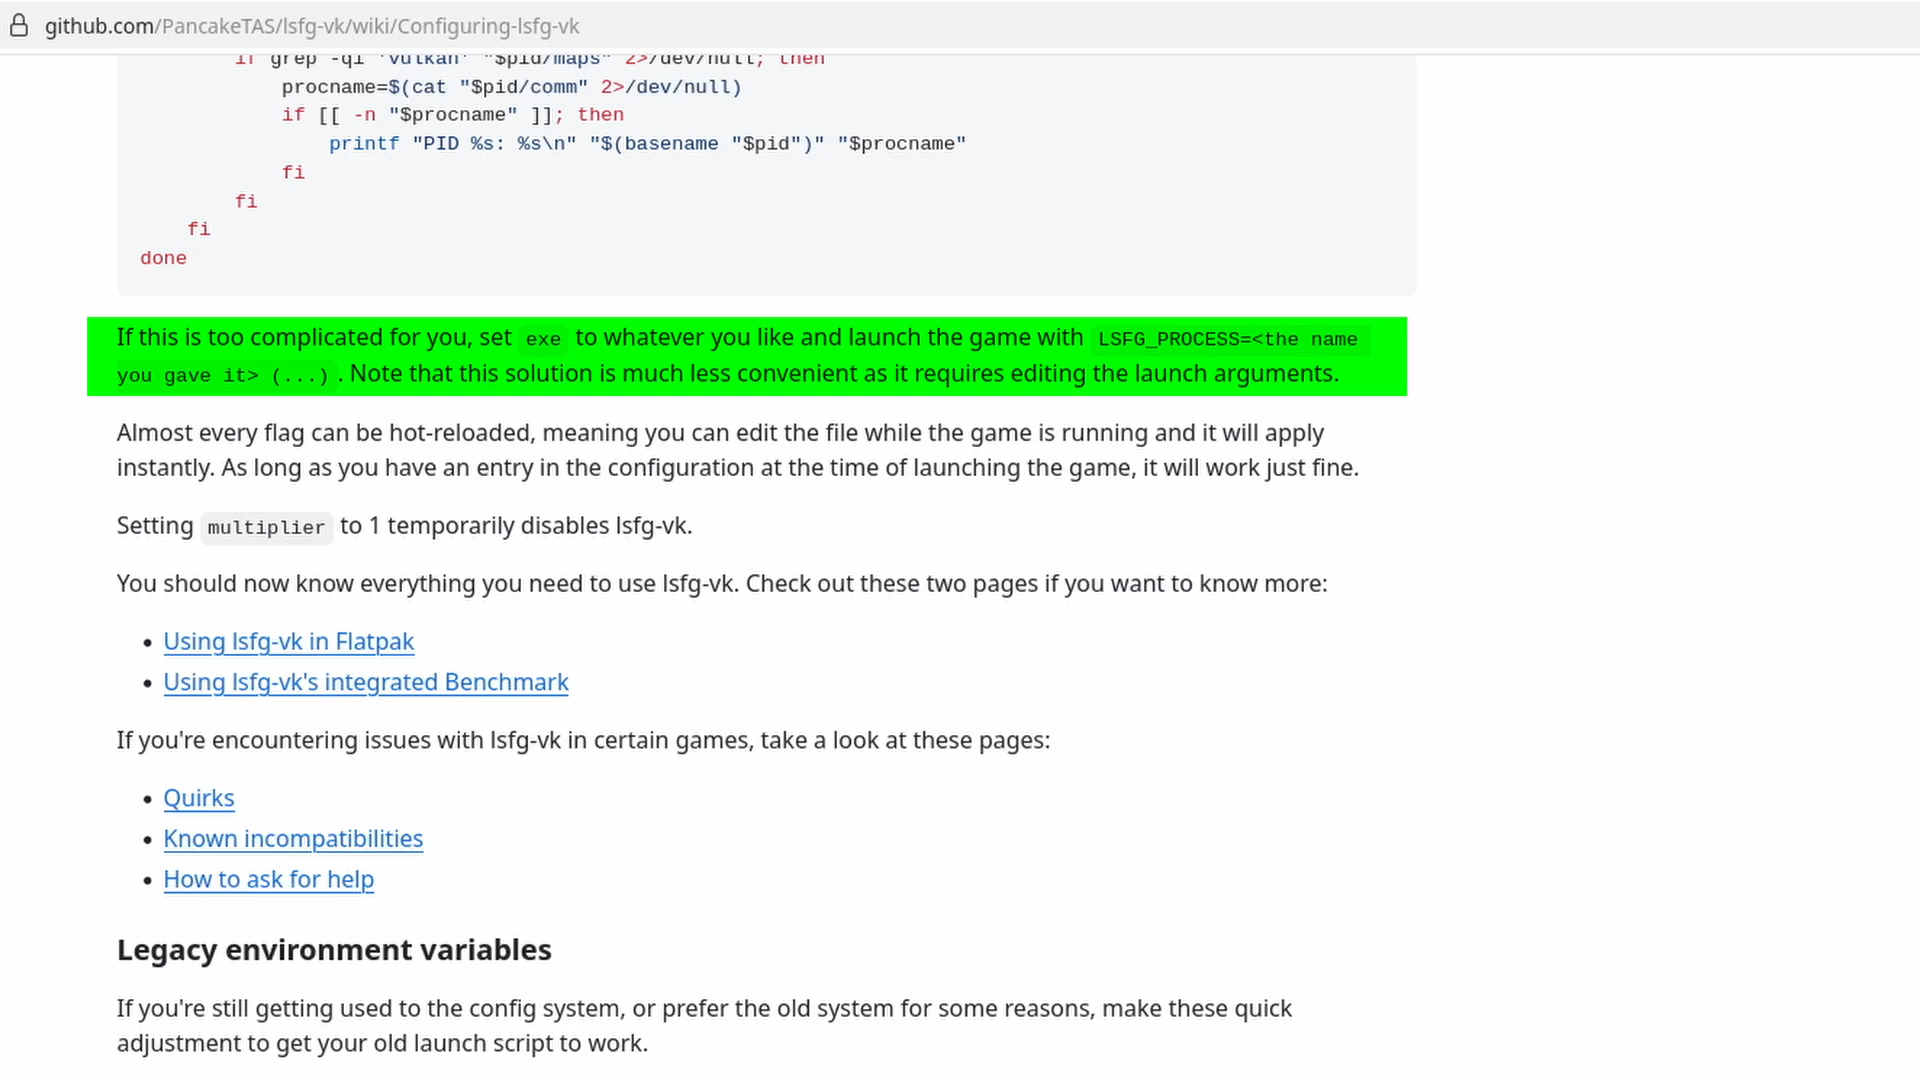 github.com/PancakeTAS/lsfg-vk/wiki/Configuring-lsfg-vk
if grep -qi 'vulkan' "$pid/maps" 2>/dev/null; then
procname=$(cat "$pid/comm" 2>/dev/null)
if [[ -n "$procname" ]]; then
printf "PID %s: %s\n" "$(basename "$pid")" "$procname"
fi
fi
fi
done
If this is too complicated for you, set exe to whatever you like and launch the game with LSFG_PROCESS=<the name
you gave it> (...). Note that this solution is much less convenient as it requires editing the launch arguments.
Almost every flag can be hot-reloaded, meaning you can edit the file while the game is running and it will apply
instantly. As long as you have an entry in the configuration at the time of launching the game, it will work just fine.
Setting multiplier to 1 temporarily disables lsfg-vk.
You should now know everything you need to use lsfg-vk. Check out these two pages if you want to know more:
• Using lsfg-vk in Flatpak
• Using lsfg-vk's integrated Benchmark
If you're encountering issues with lsfg-vk in certain games, take a look at these pages:
• Quirks
• Known incompatibilities
• How to ask for help
Legacy environment variables
If you're still getting used to the config system, or prefer the old system for some reasons, make these quick
adjustment to get your old launch script to work.